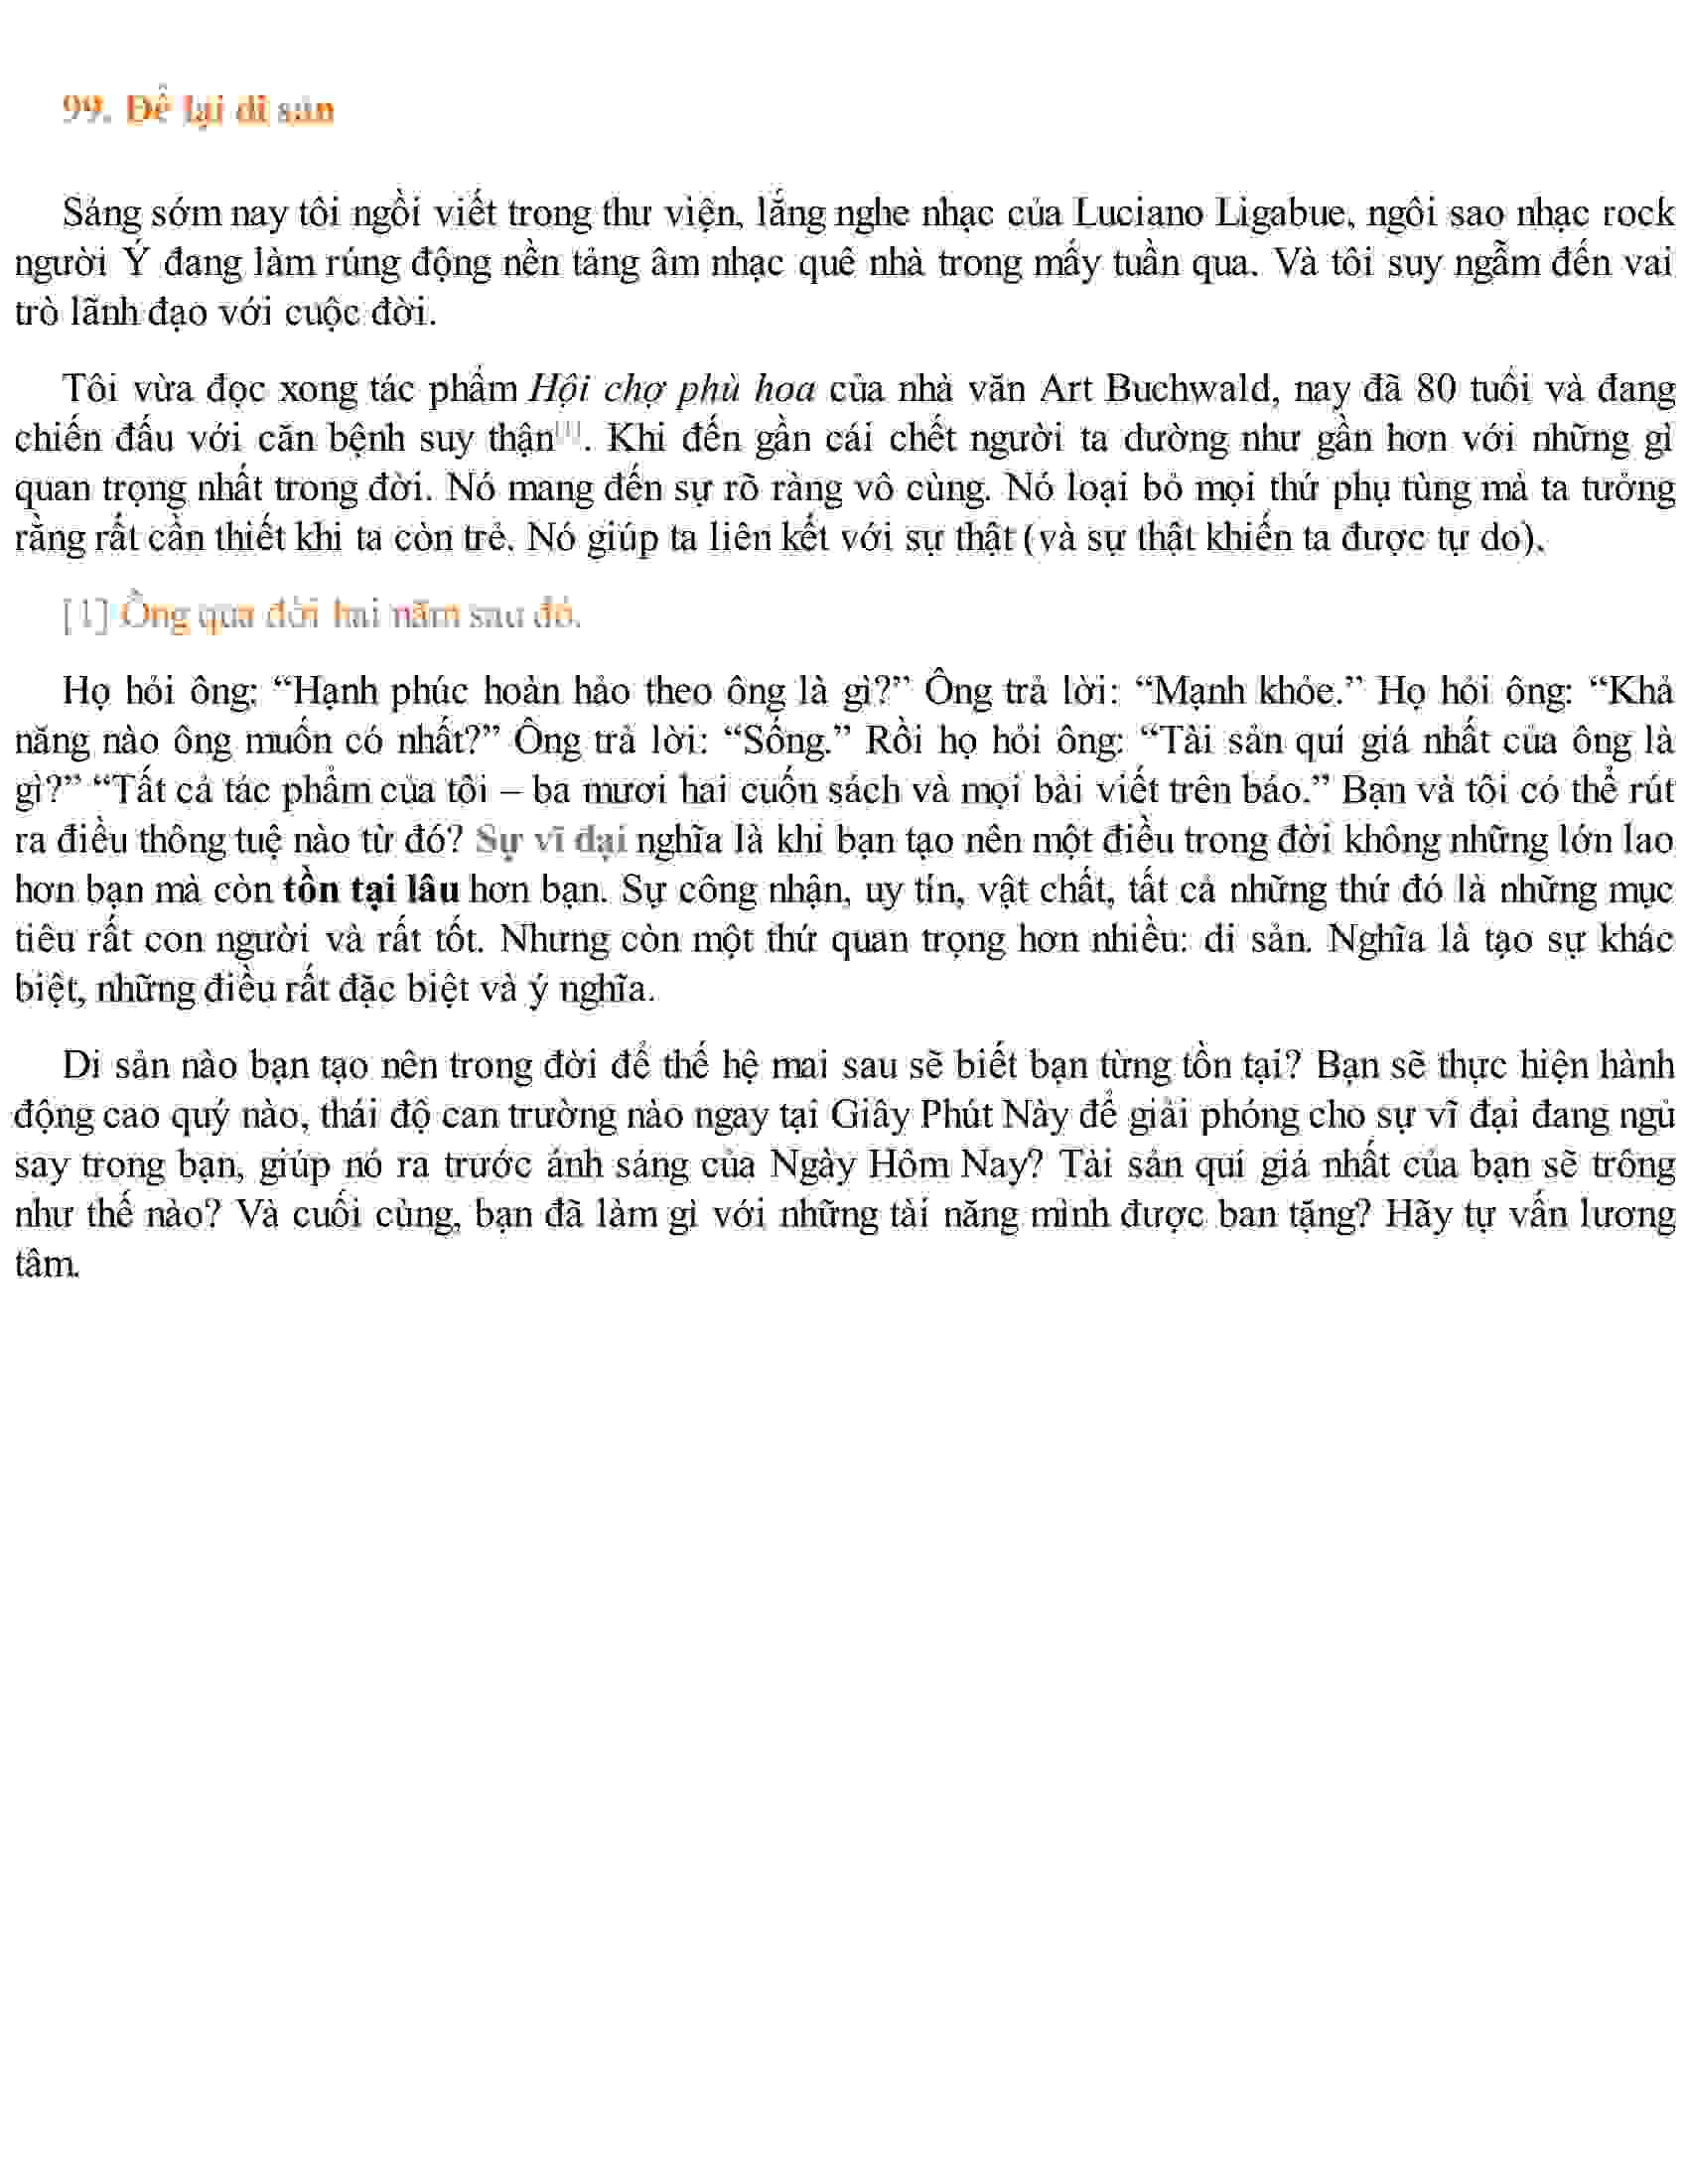 99. Để lại di sản
Sáng sớm nay tôi ngồi viết trong thư viện, lắng nghe nhạc của Luciano Ligabue, ngôi sao nhạc rock
người Ý đang làm rúng động nền tảng âm nhạc quê nhà trong mấy tuần qua. Và tôi suy ngẫm đến vai
trò lãnh đạo với cuộc đời.
Tôi vừa đọc xong tác phẩm Hội chợ phù hoa của nhà văn Art Buchwald, nay đã 80 tuổi và đang
chiến đấu với căn bệnh suy thận[1]. Khi đến gần cái chết người ta dường như gần hơn với những gì
quan trọng nhất trong đời. Nó mang đến sự rõ ràng vô cùng. Nó loại bỏ mọi thứ phụ tùng mà ta tưởng
rằng rất cần thiết khi ta còn trẻ. Nó giúp ta liên kết với sự thật (và sự thật khiến ta được tự do).
[1] Ông qua đời hai năm sau đó.
Họ hỏi ông: “Hạnh phúc hoàn hảo theo ông là gì?” Ông trả lời: “Mạnh khỏe.” Họ hỏi ông: “Khả
năng nào ông muốn có nhất?” Ông trả lời: “Sống.” Rồi họ hỏi ông: “Tài sản quí giá nhất của ông là
gì?” “Tất cả tác phẩm của tôi – ba mươi hai cuốn sách và mọi bài viết trên báo.” Bạn và tôi có thể rút
ra điều thông tuệ nào từ đó? Sự vĩ đại nghĩa là khi bạn tạo nên một điều trong đời không những lớn lao
hơn bạn mà còn tồn tại lâu hơn bạn. Sự công nhận, uy tín, vật chất, tất cả những thứ đó là những mục
tiêu rất con người và rất tốt. Nhưng còn một thứ quan trọng hơn nhiều: di sản. Nghĩa là tạo sự khác
biệt, những điều rất đặc biệt và ý nghĩa.
Di sản nào bạn tạo nên trong đời để thế hệ mai sau sẽ biết bạn từng tồn tại? Bạn sẽ thực hiện hành
động cao quý nào, thái độ can trường nào ngay tại Giây Phút Này để giải phóng cho sự vĩ đại đang ngủ
say trong bạn, giúp nó ra trước ánh sáng của Ngày Hôm Nay? Tài sản quí giá nhất của bạn sẽ trông
như thế nào? Và cuối cùng, bạn đã làm gì với những tài năng mình được ban tặng? Hãy tự vấn lương
tâm.